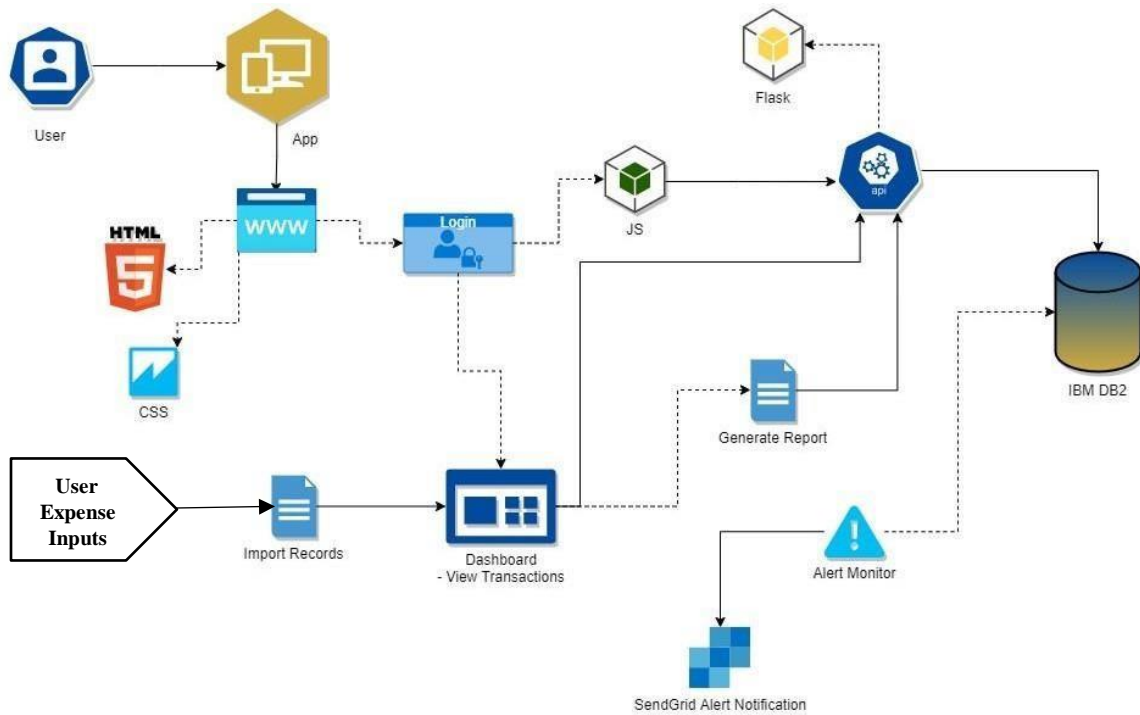 User
App
Flask
api
HTML
5
WWW
Login
JS
CSS
IBM DB2
Generate Report
User
Expense
Inputs
Import Records
Dashboard
- View Transactions
Alert Monitor
SendGrid Alert Notification